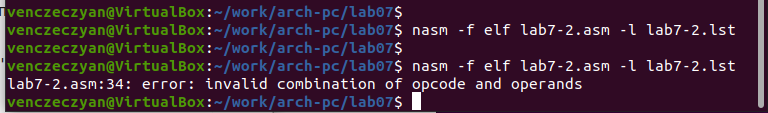 venczeczyan@VirtualBox:~/work/arch-pc/lab07$
venczeczyan@VirtualBox:~/work/arch-pc/lab07$ nasm -f elf lab7-2.asm -l lab7-2.lst
venczeczyan@VirtualBox:~/work/arch-pc/lab07$
venczeczyan@VirtualBox:~/work/arch-pc/lab07$ nasm -f elf lab7-2.asm -l lab7-2.lst
lab7-2.asm:34: error: invalid combination of opcode and operands
venczeczyan@VirtualBox:~/work/arch-pc/lab07$